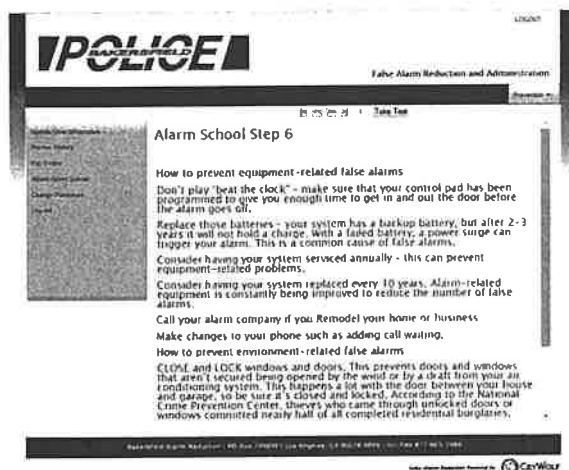 LOGOUT
BAKERSFIELD
POLICE
False Alarm Reduction and Administration
Take Test
Alarm School Step 6
How to prevent equipment-related false alarms
Don't play "beat the clock" - make sure that your control pad has been
programmed to give you enough time to get in and out the door before
the alarm goes off.
Replace those batteries - your system has a backup battery, but after 2-3
years it will not hold a charge. With a faded battery, a power surge can
trigger your alarm. This is a common cause of false alarms.
Consider having your system serviced annually - this can prevent
equipment-related problems.
Consider having your system replaced every 10 years. Alarm-related
equipment is constantly being improved to reduce the number of false
alarms.
Call your alarm company if you Remodel your home or business
Make changes to your phone such as adding call waiting.
How to prevent environment-related false alarms
CLOSE and LOCK windows and doors. This prevents doors and windows
that aren't secured being opened by the wind or by a draft from your air
conditioning system. This happens a lot with the door between your house
and garage, so be sure it's closed and locked. According to the National
Crime Prevention Center, thieves who came through unlocked doors or
windows committed nearly half of all completed residential burglaries.
CRYWOLF